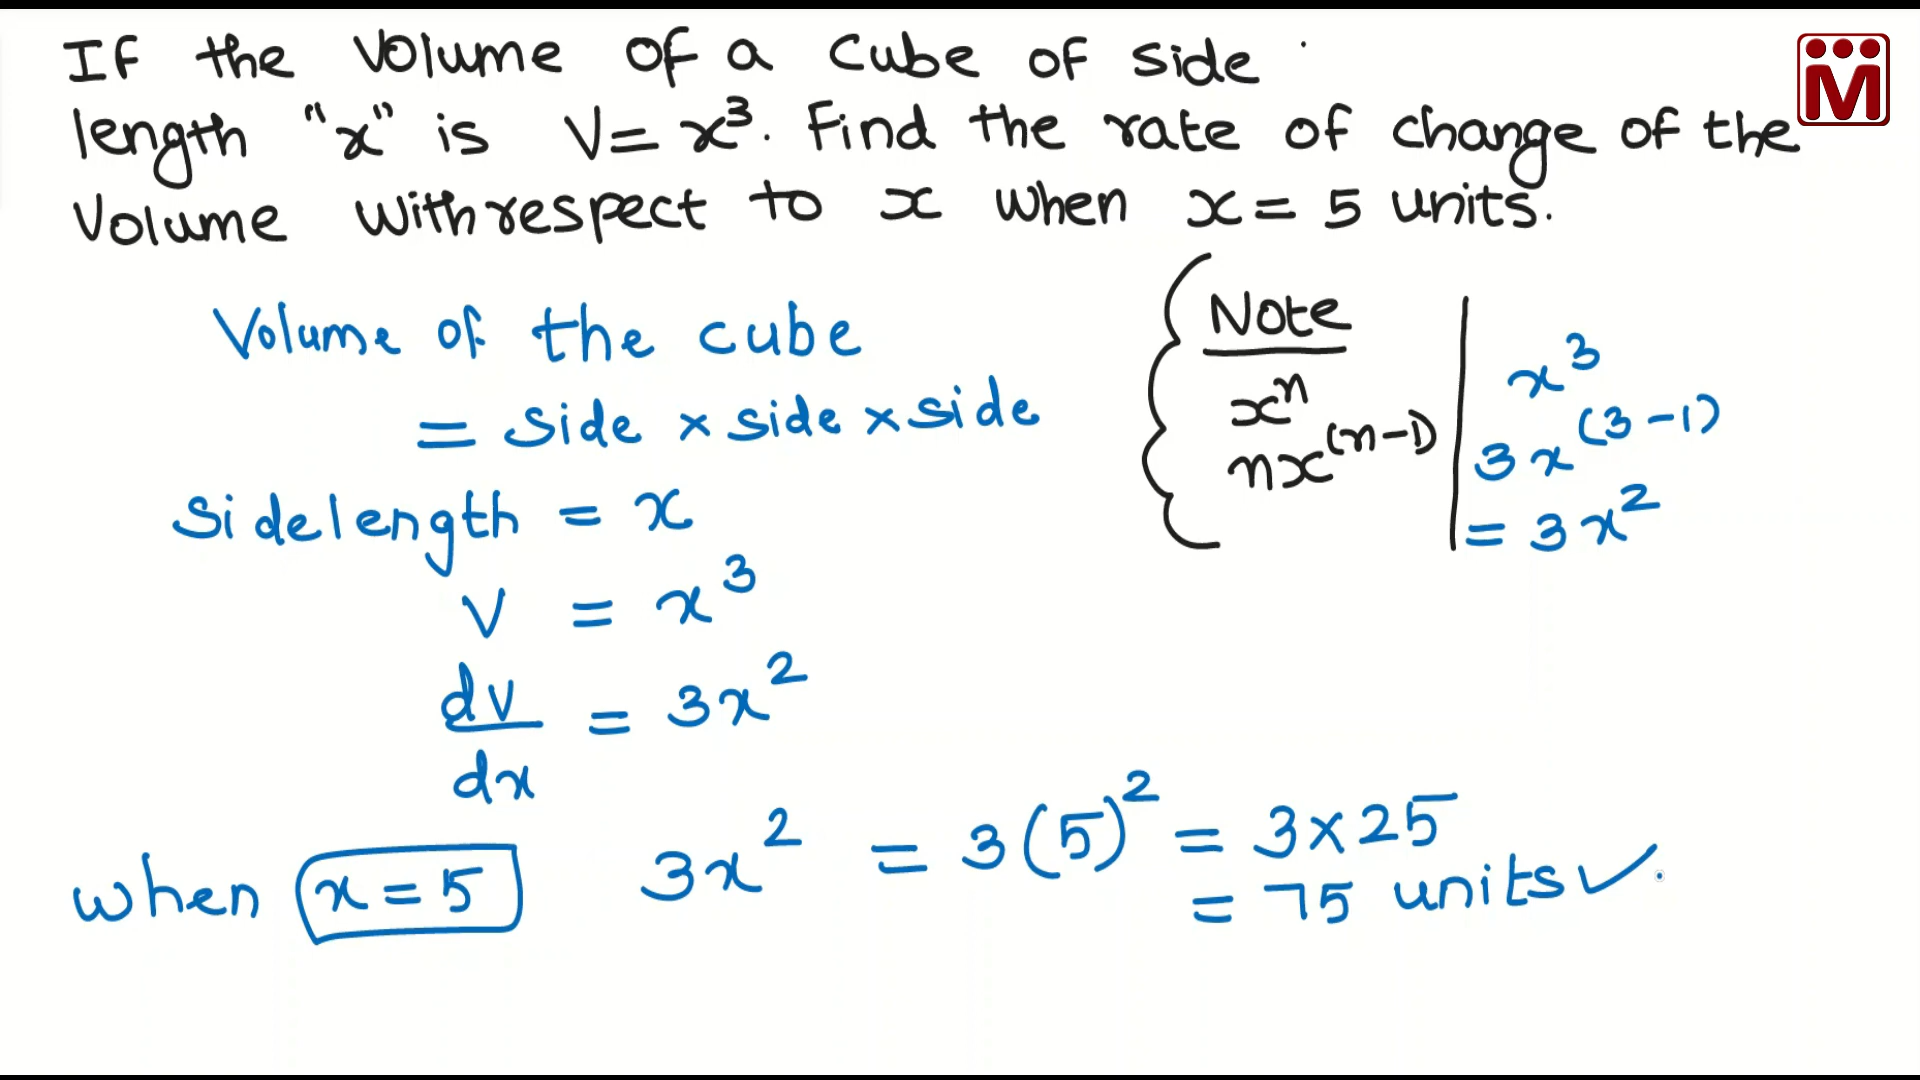 If the Volume of a Cube of side
length "x" is V = x³. Find the rate of change of the
Volume with respect to x when x = 5 units.
Volume of the cube
= side × side × side
Side length = x
V = x³
dv/dx = 3x²
when x = 5 3x² = 3(5)² = 3 × 25
= 75 units ✓
Note
xⁿ
nx⁽ⁿ⁻¹⁾
x³
3x⁽³⁻¹⁾
= 3x²
M